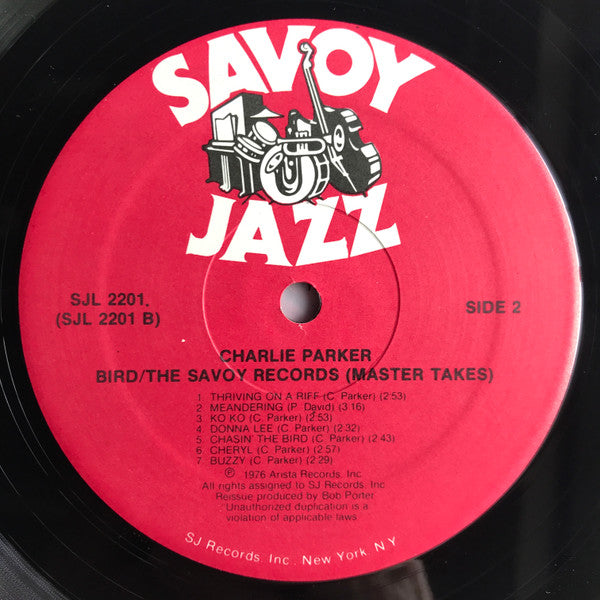 SAVOY
JAZZ
SJL 2201.
(SJL 2201 B)
SIDE 2
CHARLIE PARKER
BIRD/THE SAVOY RECORDS (MASTER TAKES)
1. THRIVING ON A RIFF (C. Parker) (2:53)
2. MEANDERING (P. David) (3:16)
3. KO KO (C. Parker) (2:53)
4. DONNA LEE (C. Parker) (2:32)
5. CHASIN' THE BIRD (C. Parker) (2:43)
6. CHERYL (C. Parker) (2:57)
7. BUZZY (C. Parker) (2:29)
℗ 1976 Arista Records, Inc.
All rights assigned to SJ Records, Inc.
Reissue produced by Bob Porter
"Unauthorized duplication is a
violation of applicable laws."
SJ Records, Inc., New York, N.Y.